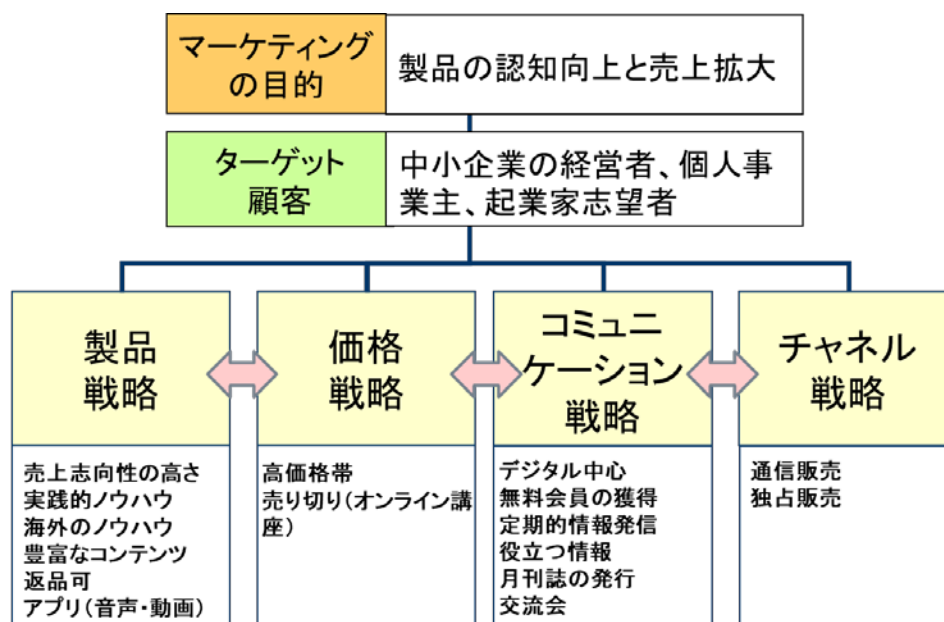 マーケティング
の目的
製品の認知向上と売上拡大
ターゲット
顧客
中小企業の経営者、個人事
業主、起業家志望者
製品
戦略
売上志向性の高さ
実践的ノウハウ
海外のノウハウ
豊富なコンテンツ
返品可
アプリ(音声・動画)
価格
戦略
高価格帯
売り切り(オンライン講
座)
コミュニ
ケーション
戦略
デジタル中心
無料会員の獲得
定期的情報発信
役立つ情報
月刊誌の発行
交流会
チャネル
戦略
通信販売
独占販売